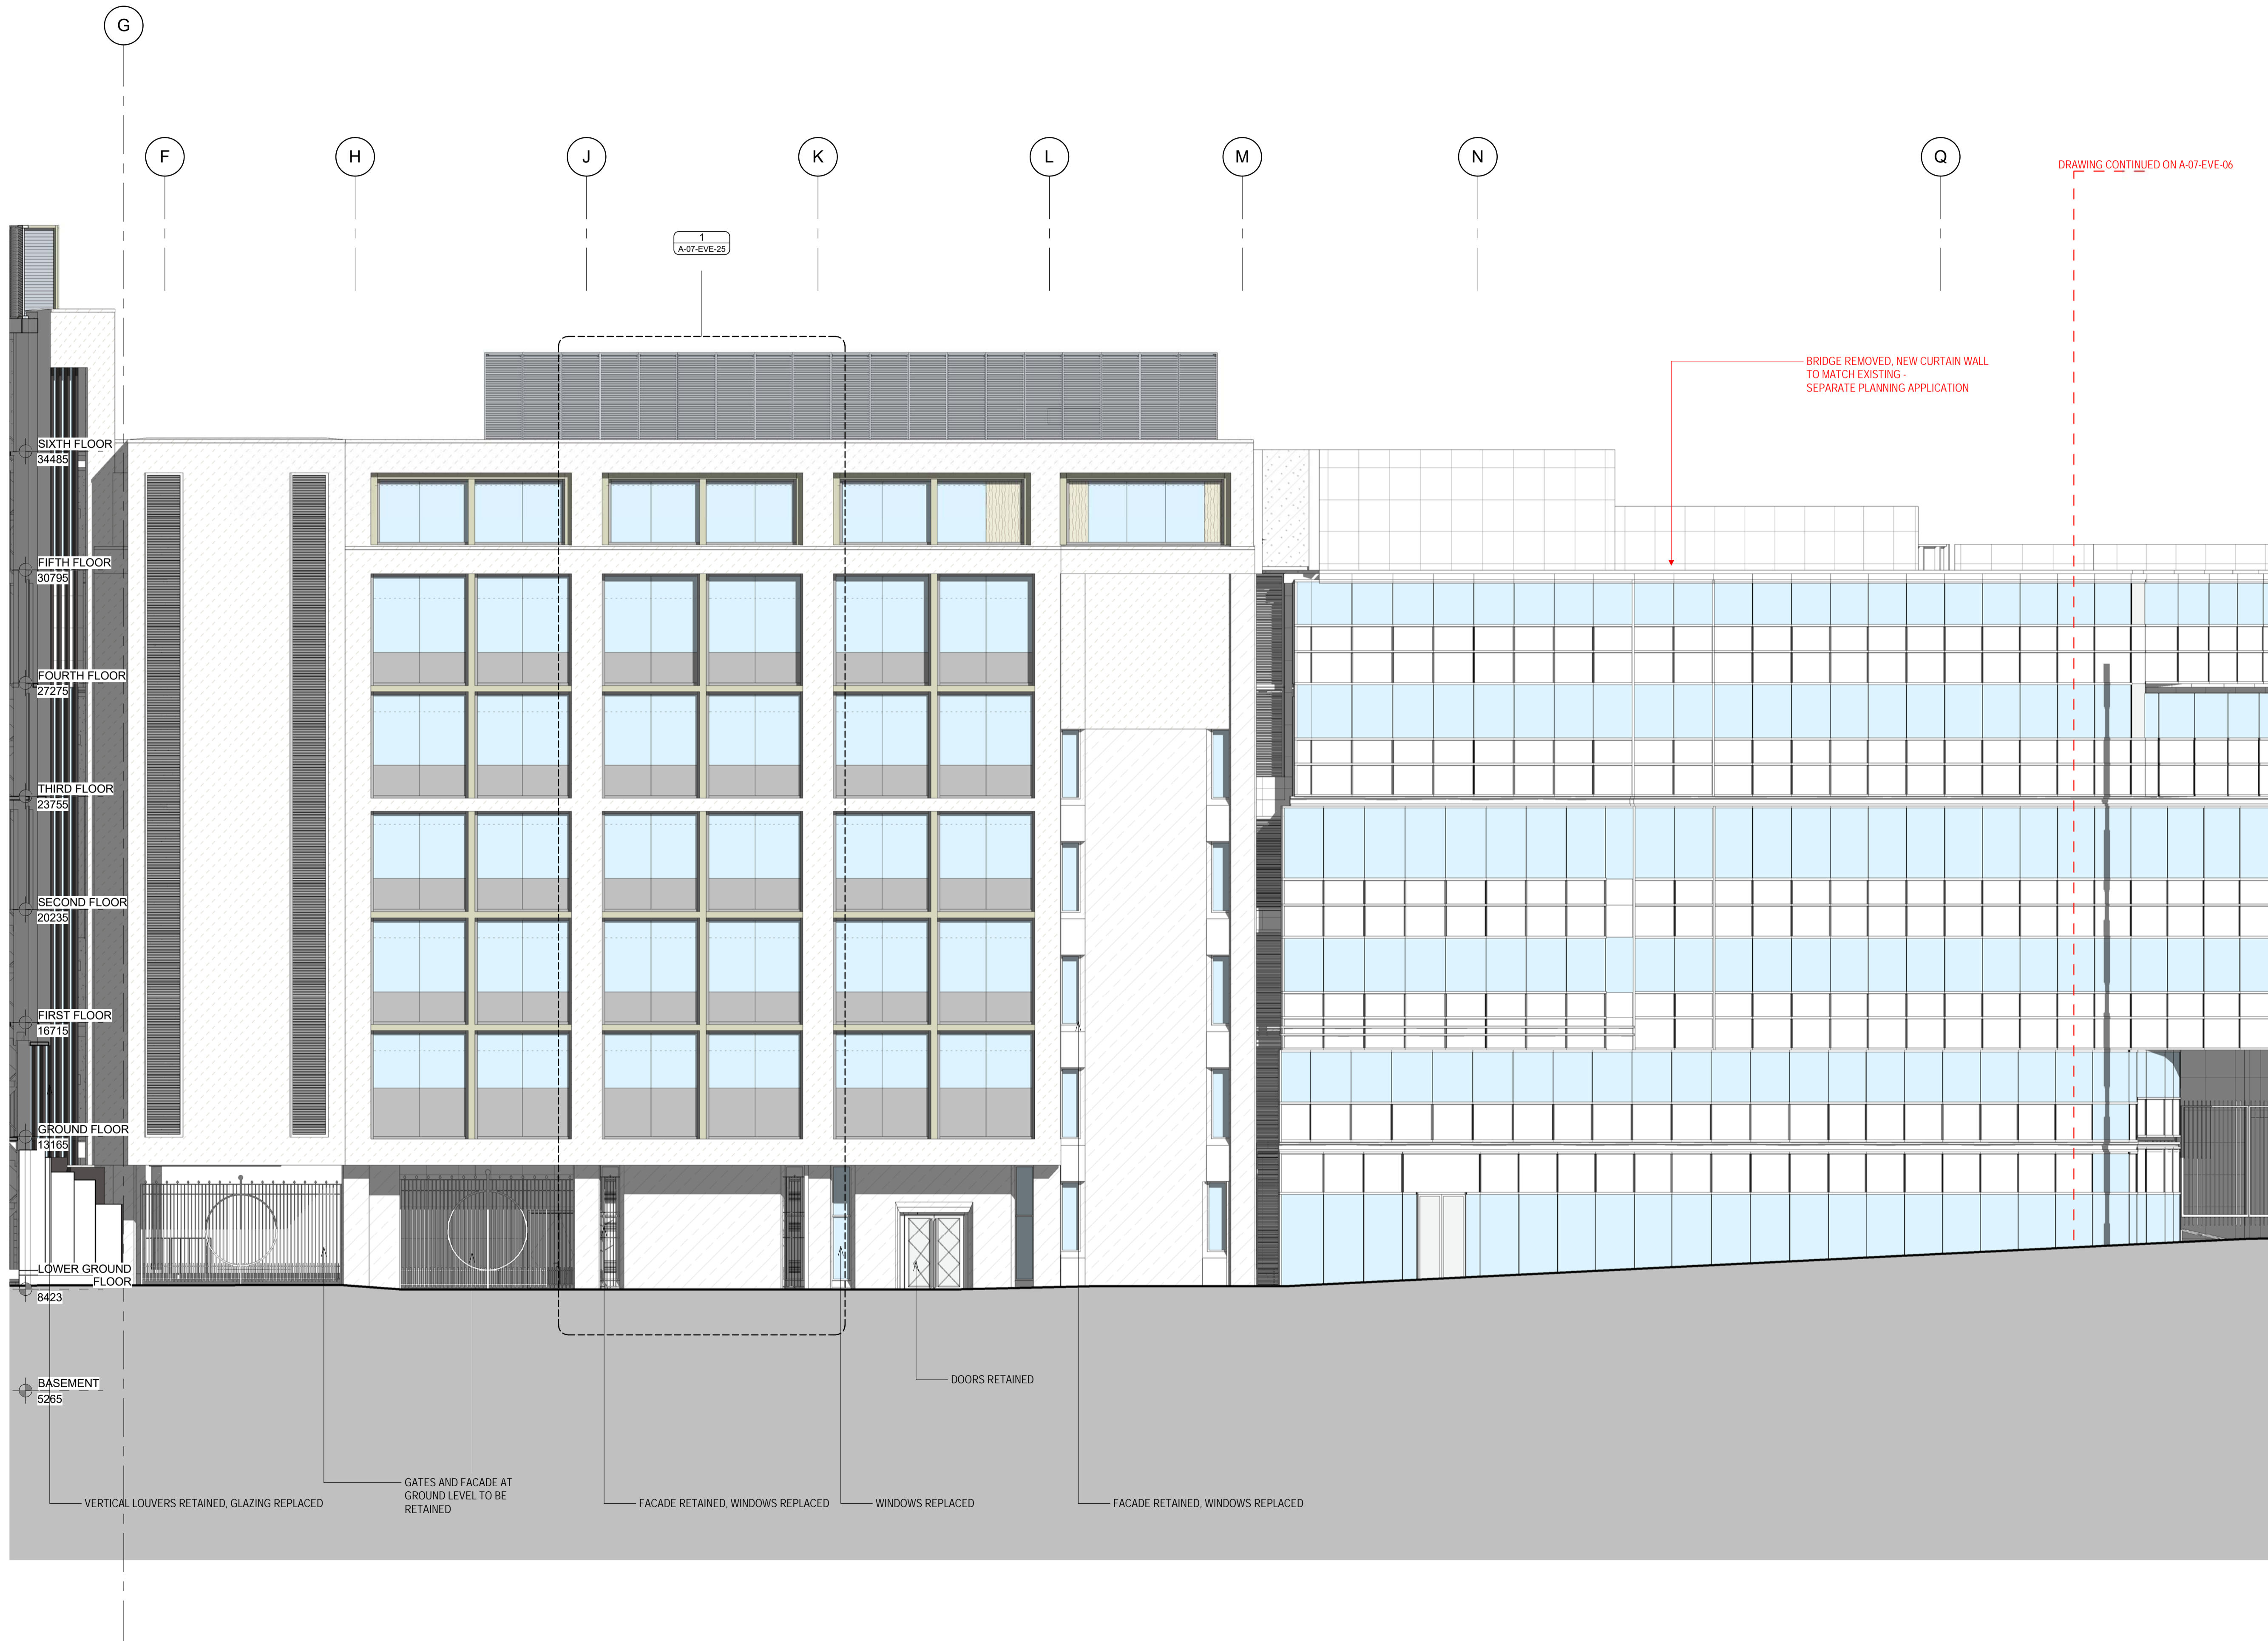 G
F
H
J
K
L
M
N
Q
DRAWING CONTINUED ON A-07-EVE-06
1
A-07-EVE-25
BRIDGE REMOVED, NEW CURTAIN WALL
TO MATCH EXISTING -
SEPARATE PLANNING APPLICATION
SIXTH FLOOR
34485
FIFTH FLOOR
30795
FOURTH FLOOR
27275
THIRD FLOOR
23755
SECOND FLOOR
20235
FIRST FLOOR
16715
GROUND FLOOR
13165
LOWER GROUND
FLOOR
8423
BASEMENT
5265
DOORS RETAINED
GATES AND FACADE AT
GROUND LEVEL TO BE
RETAINED
VERTICAL LOUVERS RETAINED, GLAZING REPLACED
FACADE RETAINED, WINDOWS REPLACED
WINDOWS REPLACED
FACADE RETAINED, WINDOWS REPLACED